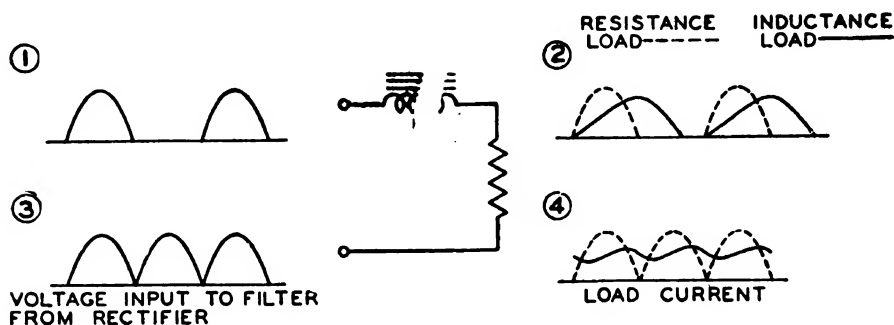 ①
RESISTANCE LOAD-----
INDUCTANCE LOAD——
②
③
④
VOLTAGE INPUT TO FILTER
FROM RECTIFIER
LOAD CURRENT